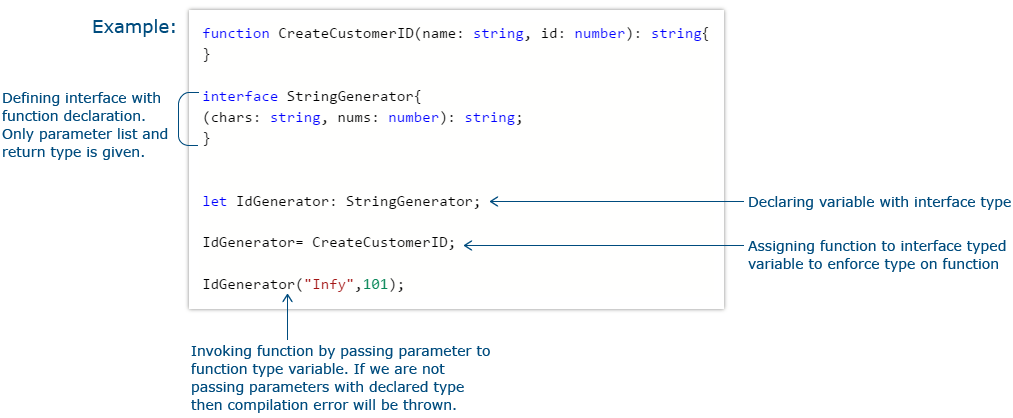 Example:
function CreateCustomerID(name: string, id: number): string{
}
Defining interface with
function declaration.
Only parameter list and
return type is given.
interface StringGenerator{
(chars: string, nums: number): string;
}
let IdGenerator: StringGenerator;
Declaring variable with interface type
IdGenerator= CreateCustomerID;
Assigning function to interface typed
variable to enforce type on function
IdGenerator("Infy",101);
Invoking function by passing parameter to
function type variable. If we are not
passing parameters with declared type
then compilation error will be thrown.